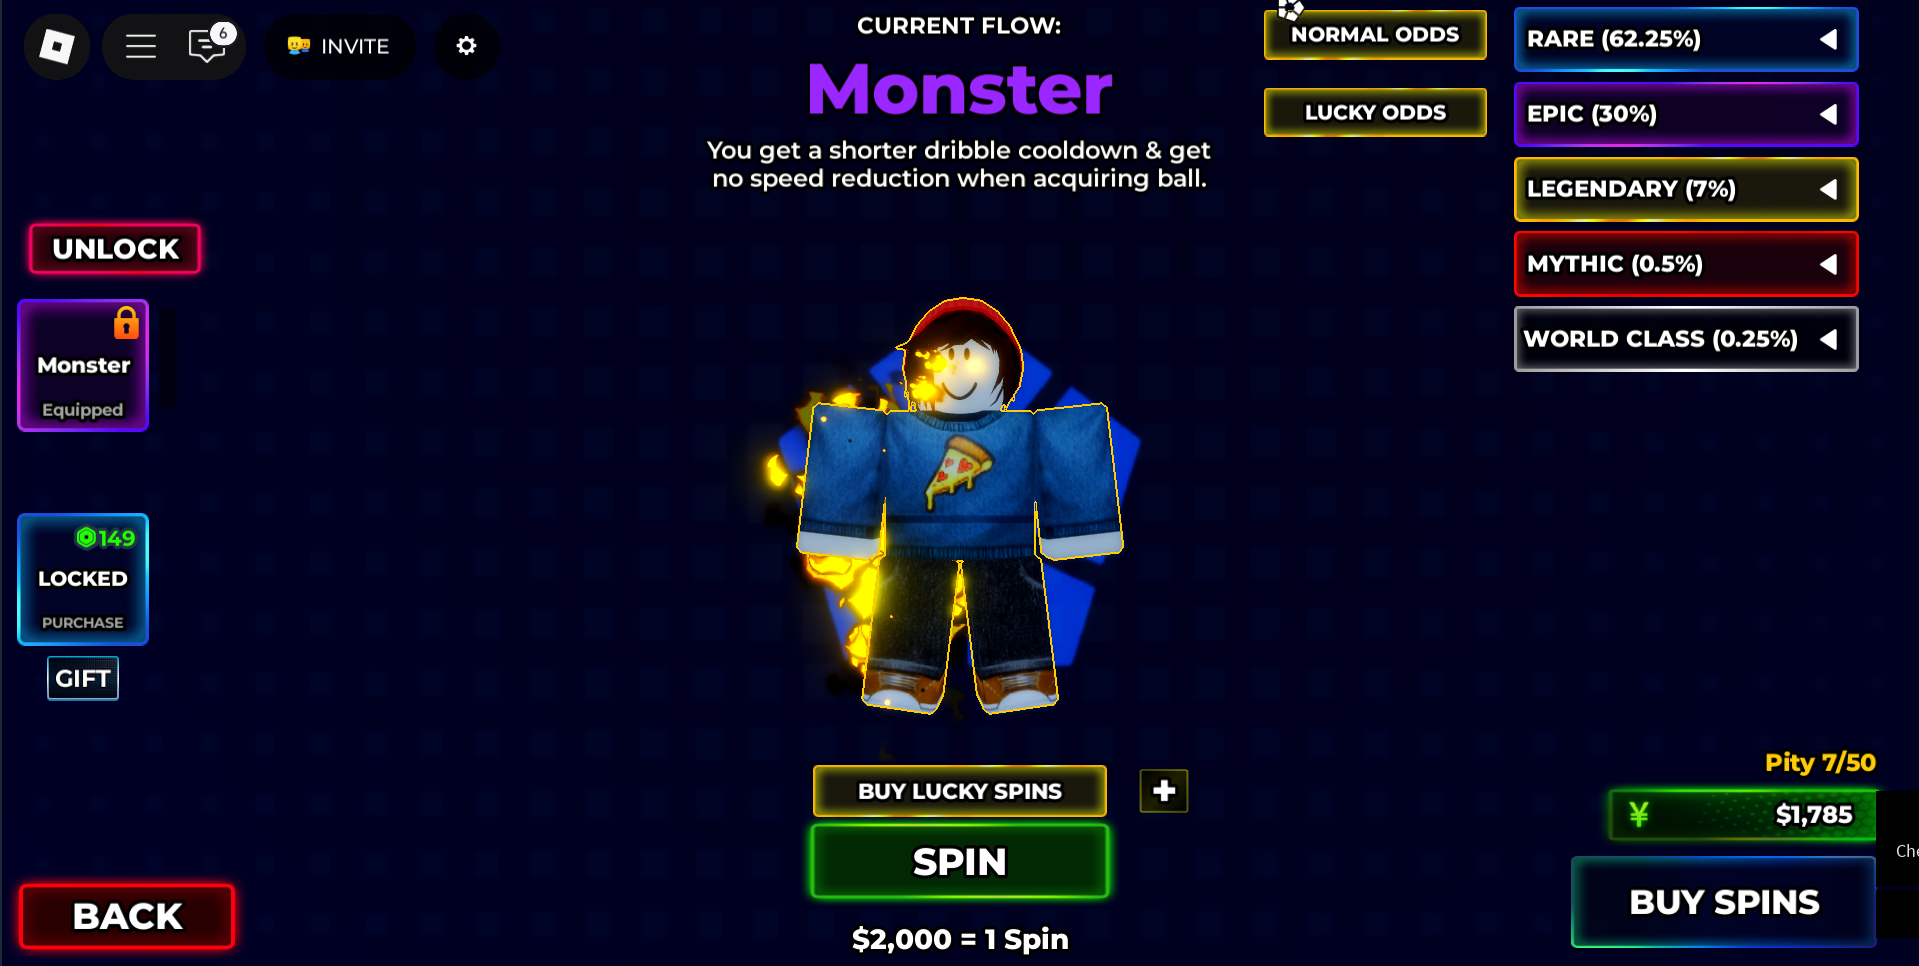 6
INVITE
CURRENT FLOW:
Monster
You get a shorter dribble cooldown & get
no speed reduction when acquiring ball.
NORMAL ODDS
LUCKY ODDS
RARE (62.25%)
EPIC (30%)
LEGENDARY (7%)
MYTHIC (0.5%)
WORLD CLASS (0.25%)
UNLOCK
Monster
Equipped
149
LOCKED
PURCHASE
GIFT
BACK
BUY LUCKY SPINS
+
SPIN
$2,000 = 1 Spin
Pity 7/50
¥ $1,785
Che
BUY SPINS